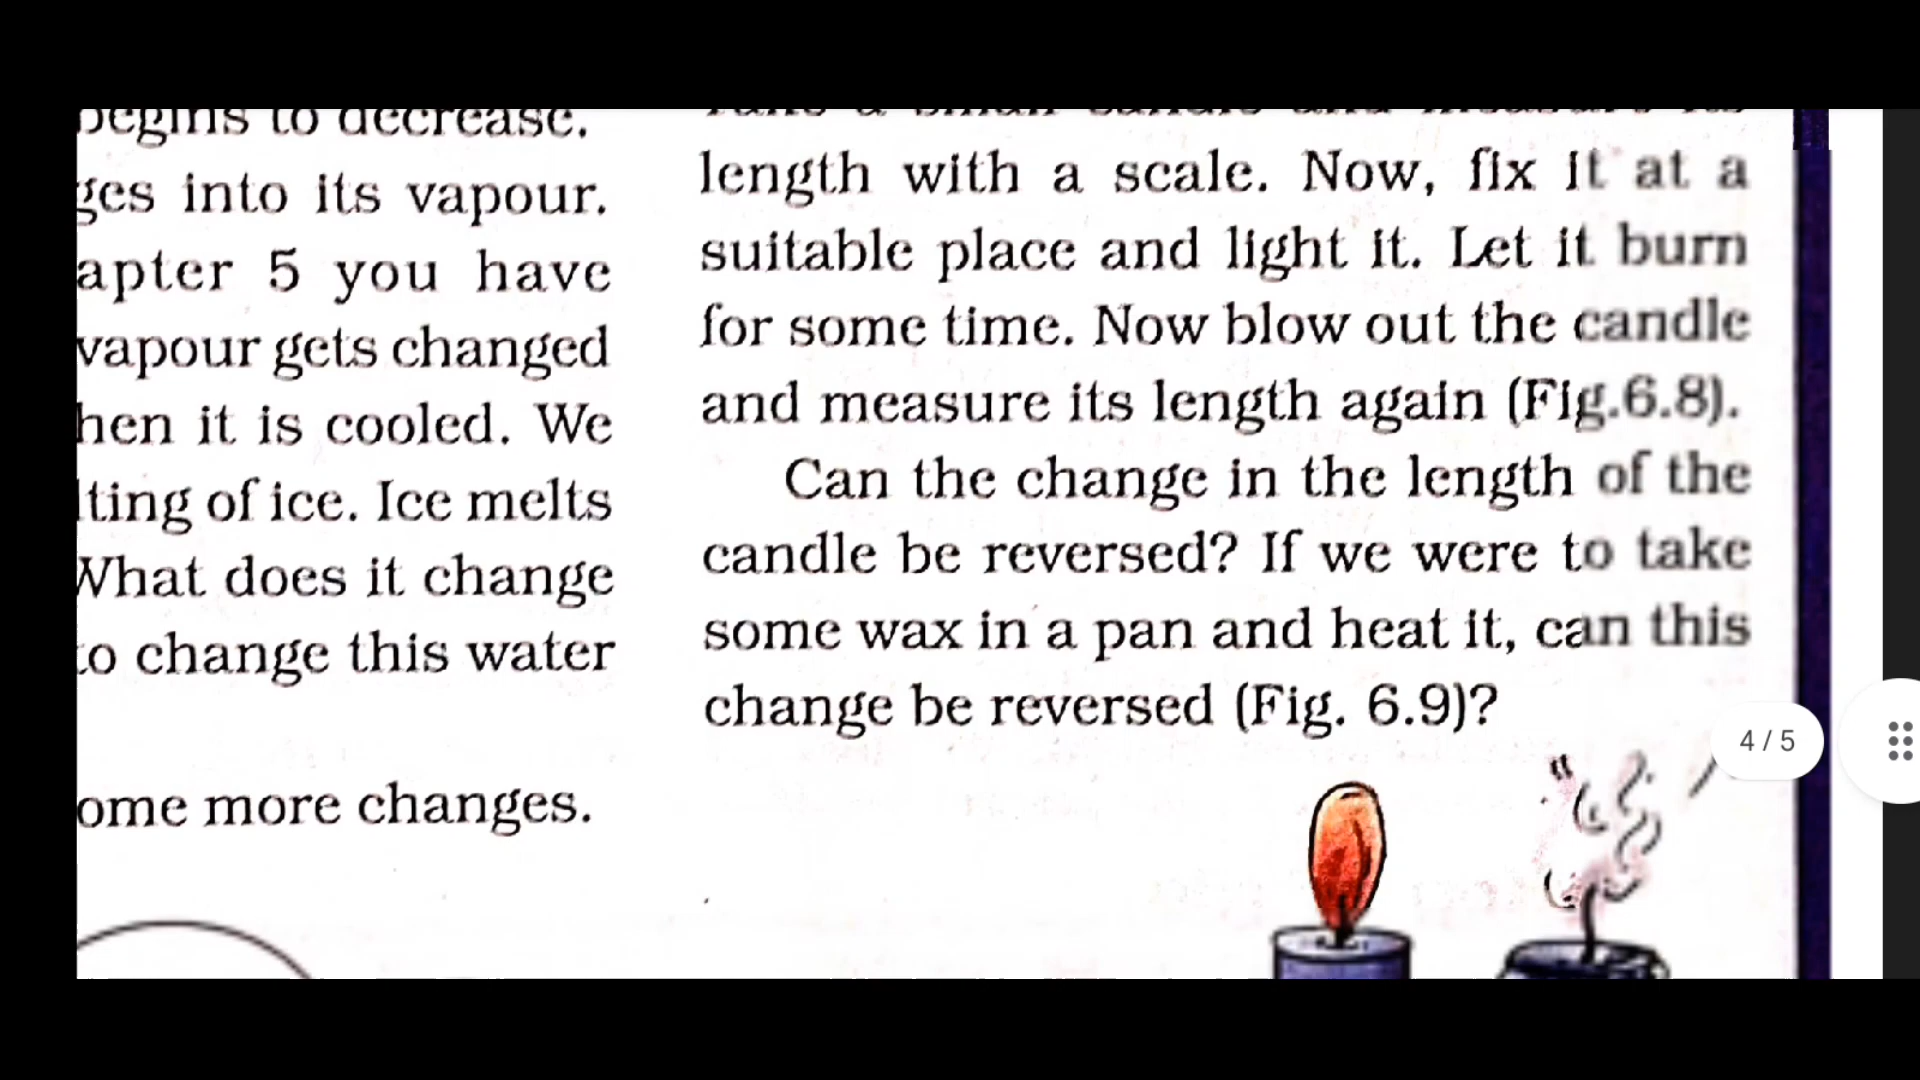 begins to decrease.
ges into its vapour.
apter 5 you have
vapour gets changed
hen it is cooled. We
lting of ice. Ice melts
What does it change
to change this water
ome more changes.
length with a scale. Now, fix it at a
suitable place and light it. Let it burn
for some time. Now blow out the candle
and measure its length again (Fig.6.8).
Can the change in the length of the
candle be reversed? If we were to take
some wax in a pan and heat it, can this
change be reversed (Fig. 6.9)?
4 / 5